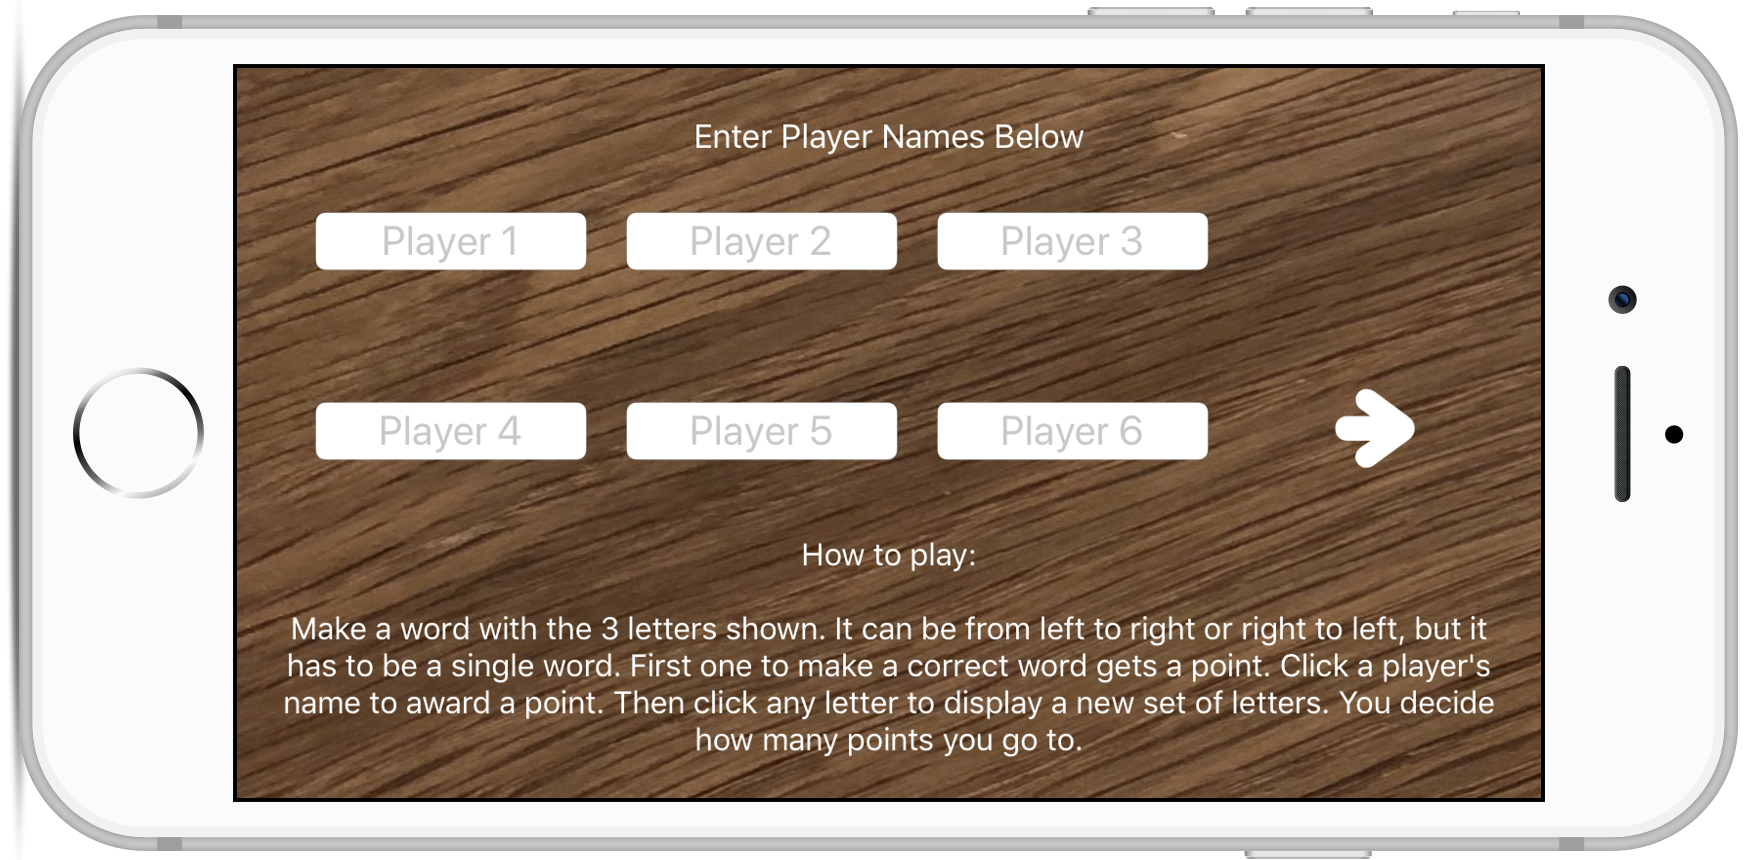 Enter Player Names Below
Player 1 Player 2 Player 3
Player 4 Player 5 Player 6
How to play:
Make a word with the 3 letters shown. It can be from left to right or right to left, but it
has to be a single word. First one to make a correct word gets a point. Click a player's
name to award a point. Then click any letter to display a new set of letters. You decide
how many points you go to.